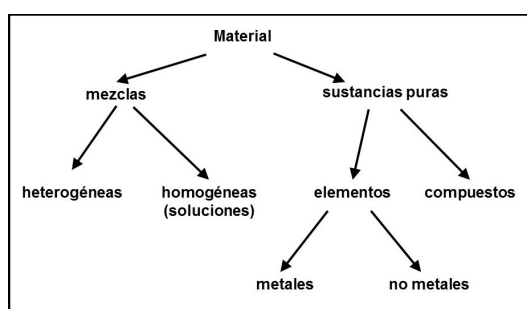 Material
mezclas
sustancias puras
heterogéneas
homogéneas
(soluciones)
elementos
compuestos
metales
no metales